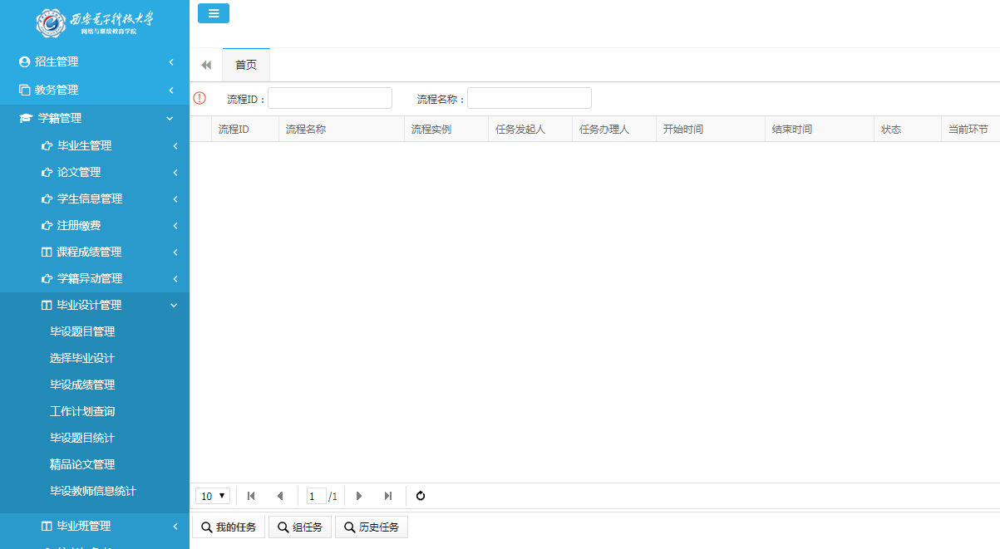 西安电子科技大学
网络与继续教育学院
招生管理
教务管理
学籍管理
毕业生管理
论文管理
学生信息管理
注册缴费
课程成绩管理
学籍异动管理
毕业设计管理
毕设题目管理
选择毕业设计
毕设成绩管理
工作计划查询
毕设题目统计
精品论文管理
毕设教师信息统计
毕业班管理
首页
流程ID： 流程名称：
流程ID 流程名称 流程实例 任务发起人 任务办理人 开始时间 结束时间 状态 当前环节
10 1 /1
我的任务 组任务 历史任务